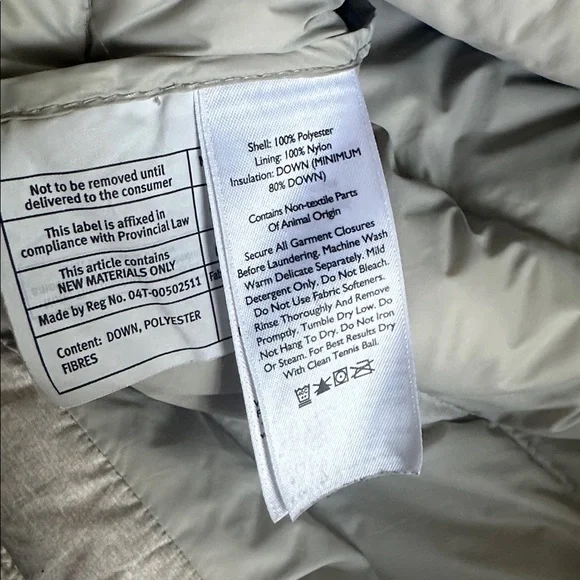 Not to be removed until
delivered to the consumer
This label is affixed in
compliance with Provincial Law
This article contains
NEW MATERIALS ONLY
Made by Reg No. 04T-00502511
Content: DOWN, POLYESTER
FIBRES
Shell: 100% Polyester
Lining: 100% Nylon
Insulation: DOWN (MINIMUM
80% DOWN)
Contains Non-textile Parts
Of Animal Origin
Secure All Garment Closures
Before Laundering. Machine Wash
Warm Delicate Separately. Mild
Detergent Only. Do Not Bleach.
Do Not Use Fabric Softeners.
Rinse Thoroughly And Remove
Promptly. Tumble Dry Low. Do
Not Hang To Dry. Do Not Iron
Or Steam. For Best Results Dry
With Clean Tennis Ball.